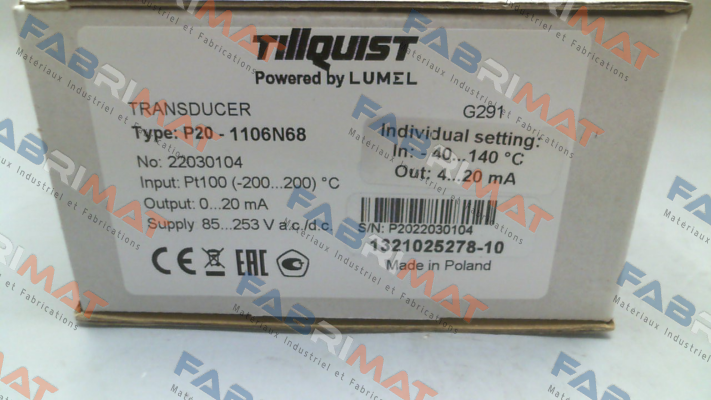 TillQUIST
Powered by LUMEL
TRANSDUCER
G291
Type: P20 - 1106N68
No: 22030104
Input: Pt100 (-200...200) °C
Output: 0...20 mA
Supply 85...253 V a.c./d.c.
Individual setting:
In: - 40...140 °C
Out: 4...20 mA
S/N: P2022030104
1321025278-10
Made in Poland
CE EAC
FABRIMAT
Matériaux Industriel et Fabrications